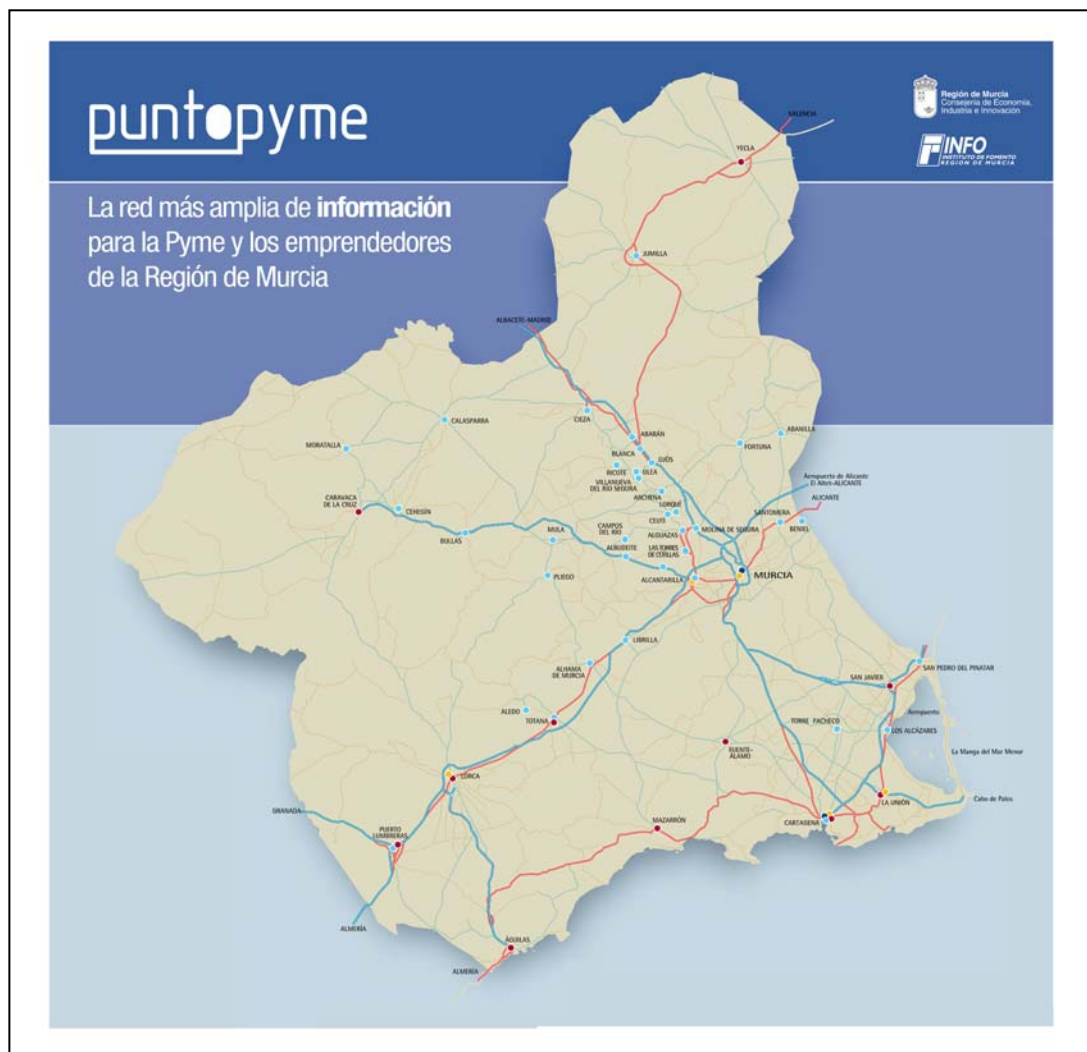 puntopyme
Región de Murcia
Consejería de Economía,
Industria e Innovación
INFO
INSTITUTO DE FOMENTO
REGIÓN DE MURCIA
La red más amplia de información
para la Pyme y los emprendedores
de la Región de Murcia
VALENCIA
YECLA
JUMILLA
ALBACETE-MADRID
CIEZA
CALASPARRA
ABARÁN
ABANILLA
MORATALLA
FORTUNA
BLANCA
OJÓS
RICOTE
ULEA
VILLANUEVA
DEL RÍO SEGURA
Aeropuerto de Alicante
El Altet-ALICANTE
ARCHENA
CARAVACA
DE LA CRUZ
ALICANTE
CEHEGÍN
LORQUÍ
SANTOMERA
CEUTÍ
MULA
CAMPOS
DEL RÍO
ALGUAZAS
MOLINA DE SEGURA
BENIEL
BULLAS
ALBUDEITE
LAS TORRES
DE COTILLAS
PLIEGO
ALCANTARILLA
MURCIA
LIBRILLA
ALHAMA
DE MURCIA
SAN PEDRO DEL PINATAR
SAN JAVIER
ALEDO
TOTANA
TORRE PACHECO
Aeropuerto
LOS ALCÁZARES
FUENTE-
ÁLAMO
La Manga del Mar Menor
LORCA
LA UNIÓN
Cabo de Palos
GRANADA
CARTAGENA
MAZARRÓN
PUERTO
LUMBRERAS
ALMERÍA
ÁGUILAS
ALMERÍA